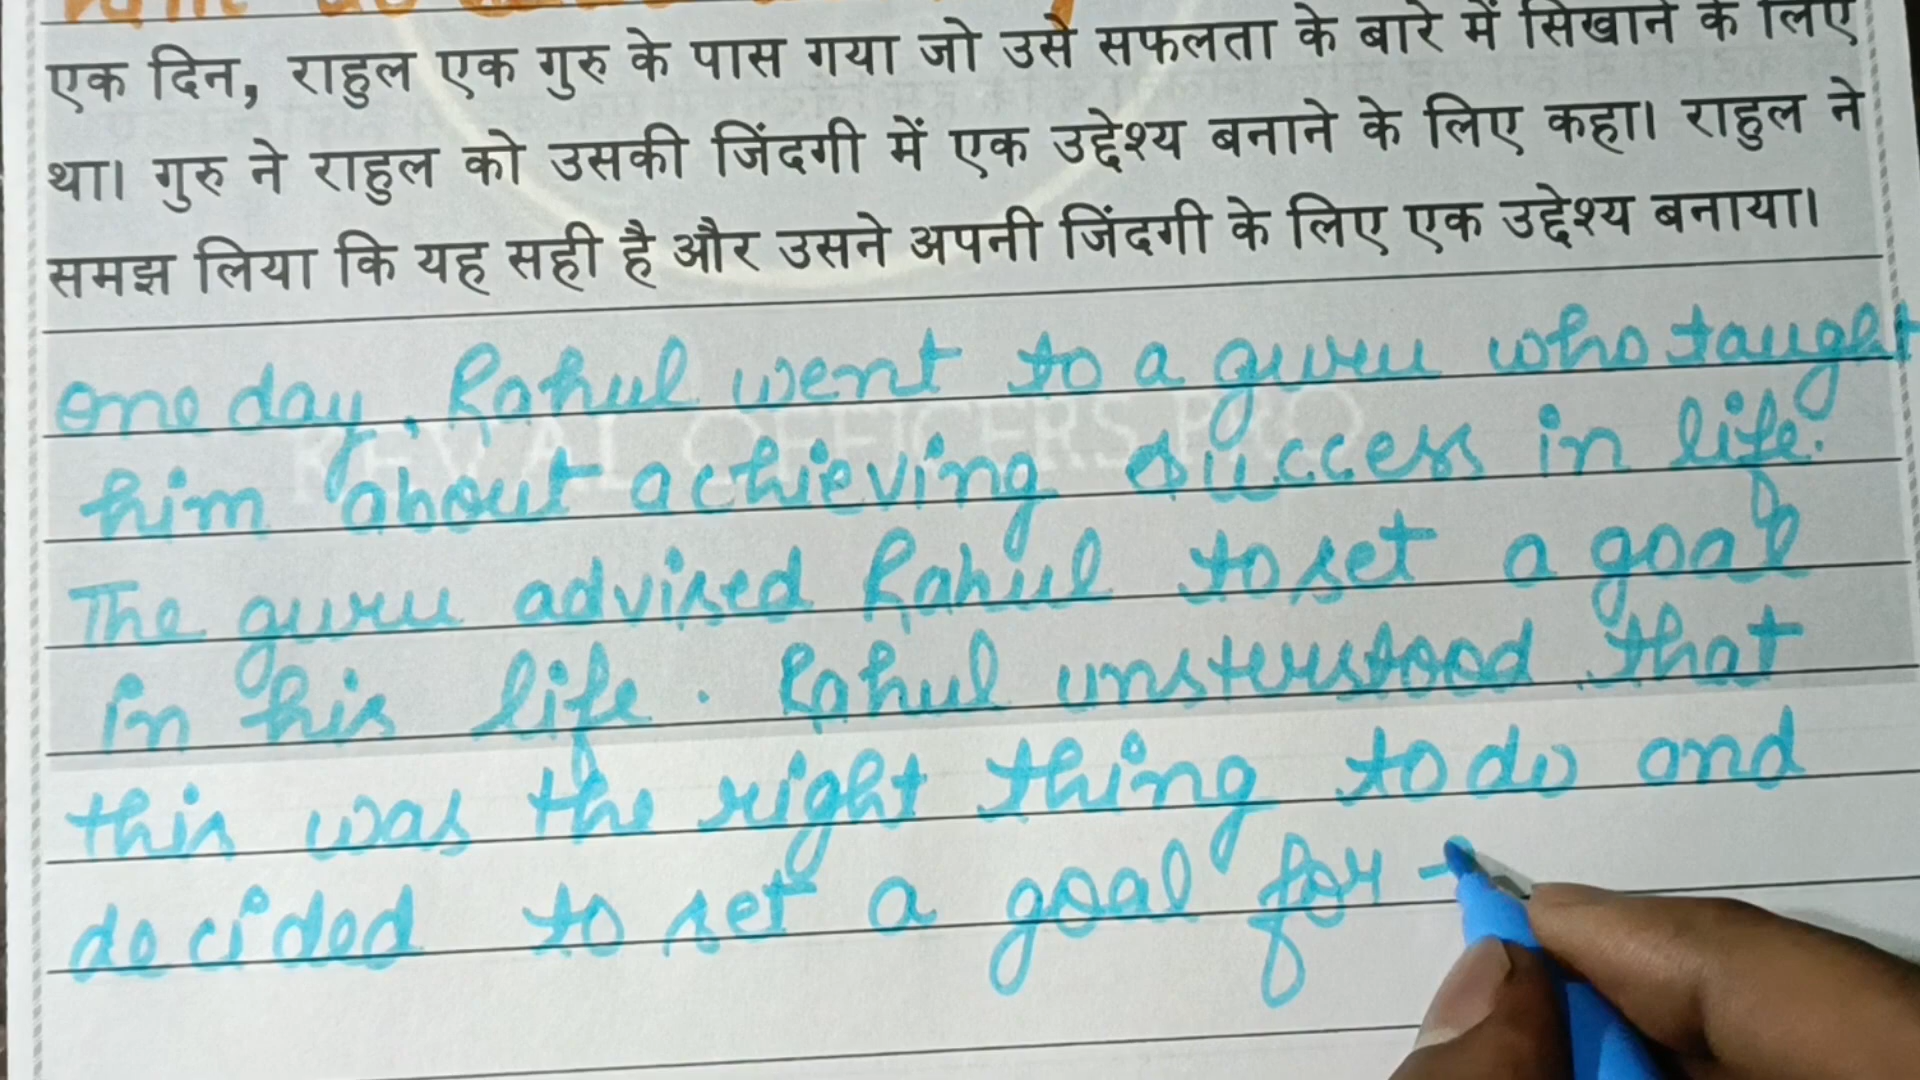 एक दिन, राहुल एक गुरु के पास गया जो उसे सफलता के बारे में सिखाने के लिए
था। गुरु ने राहुल को उसकी जिंदगी में एक उद्देश्य बनाने के लिए कहा। राहुल ने
समझ लिया कि यह सही है और उसने अपनी जिंदगी के लिए एक उद्देश्य बनाया।
one day, Rahul went to a guru who taught
him about achieving success in life.
The guru advised Rahul to set a goal
in his life. Rahul unsterstood that
this was the right thing to do and
decided to set a goal for